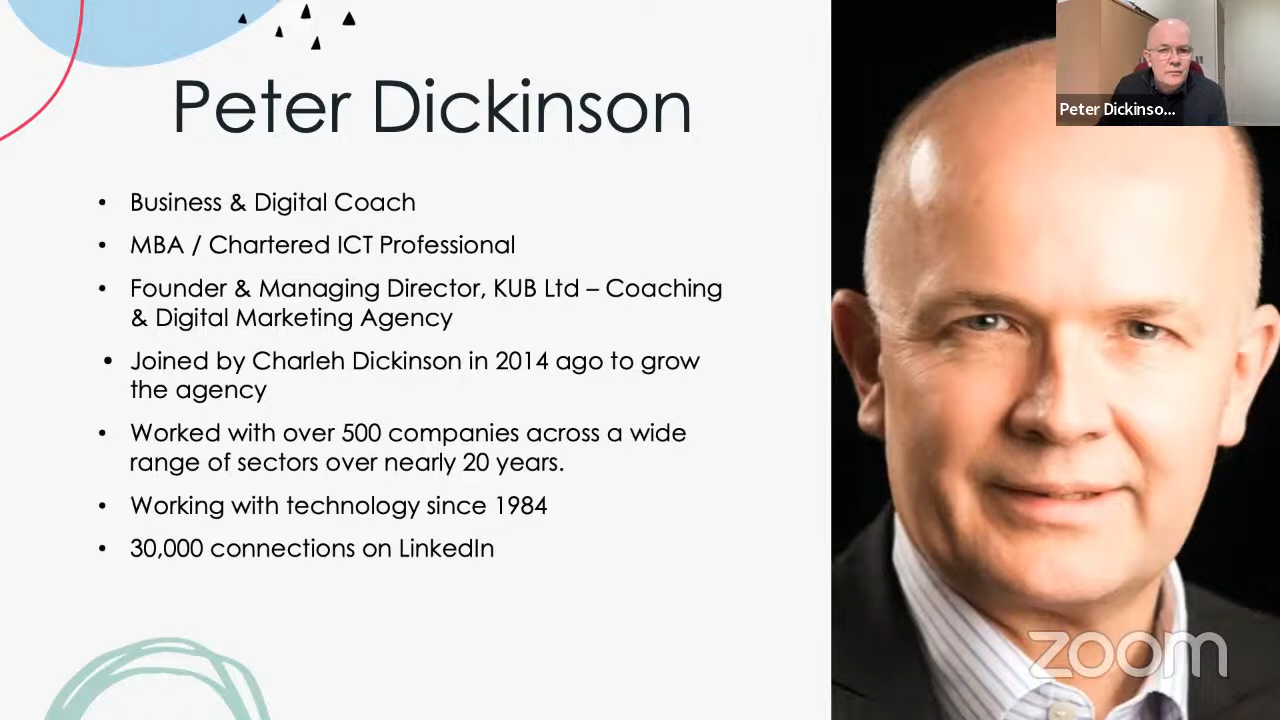 Peter Dickinson
Peter Dickinso...
• Business & Digital Coach
• MBA / Chartered ICT Professional
• Founder & Managing Director, KUB Ltd – Coaching
& Digital Marketing Agency
• Joined by Charleh Dickinson in 2014 ago to grow
the agency
• Worked with over 500 companies across a wide
range of sectors over nearly 20 years.
• Working with technology since 1984
• 30,000 connections on LinkedIn
zoom